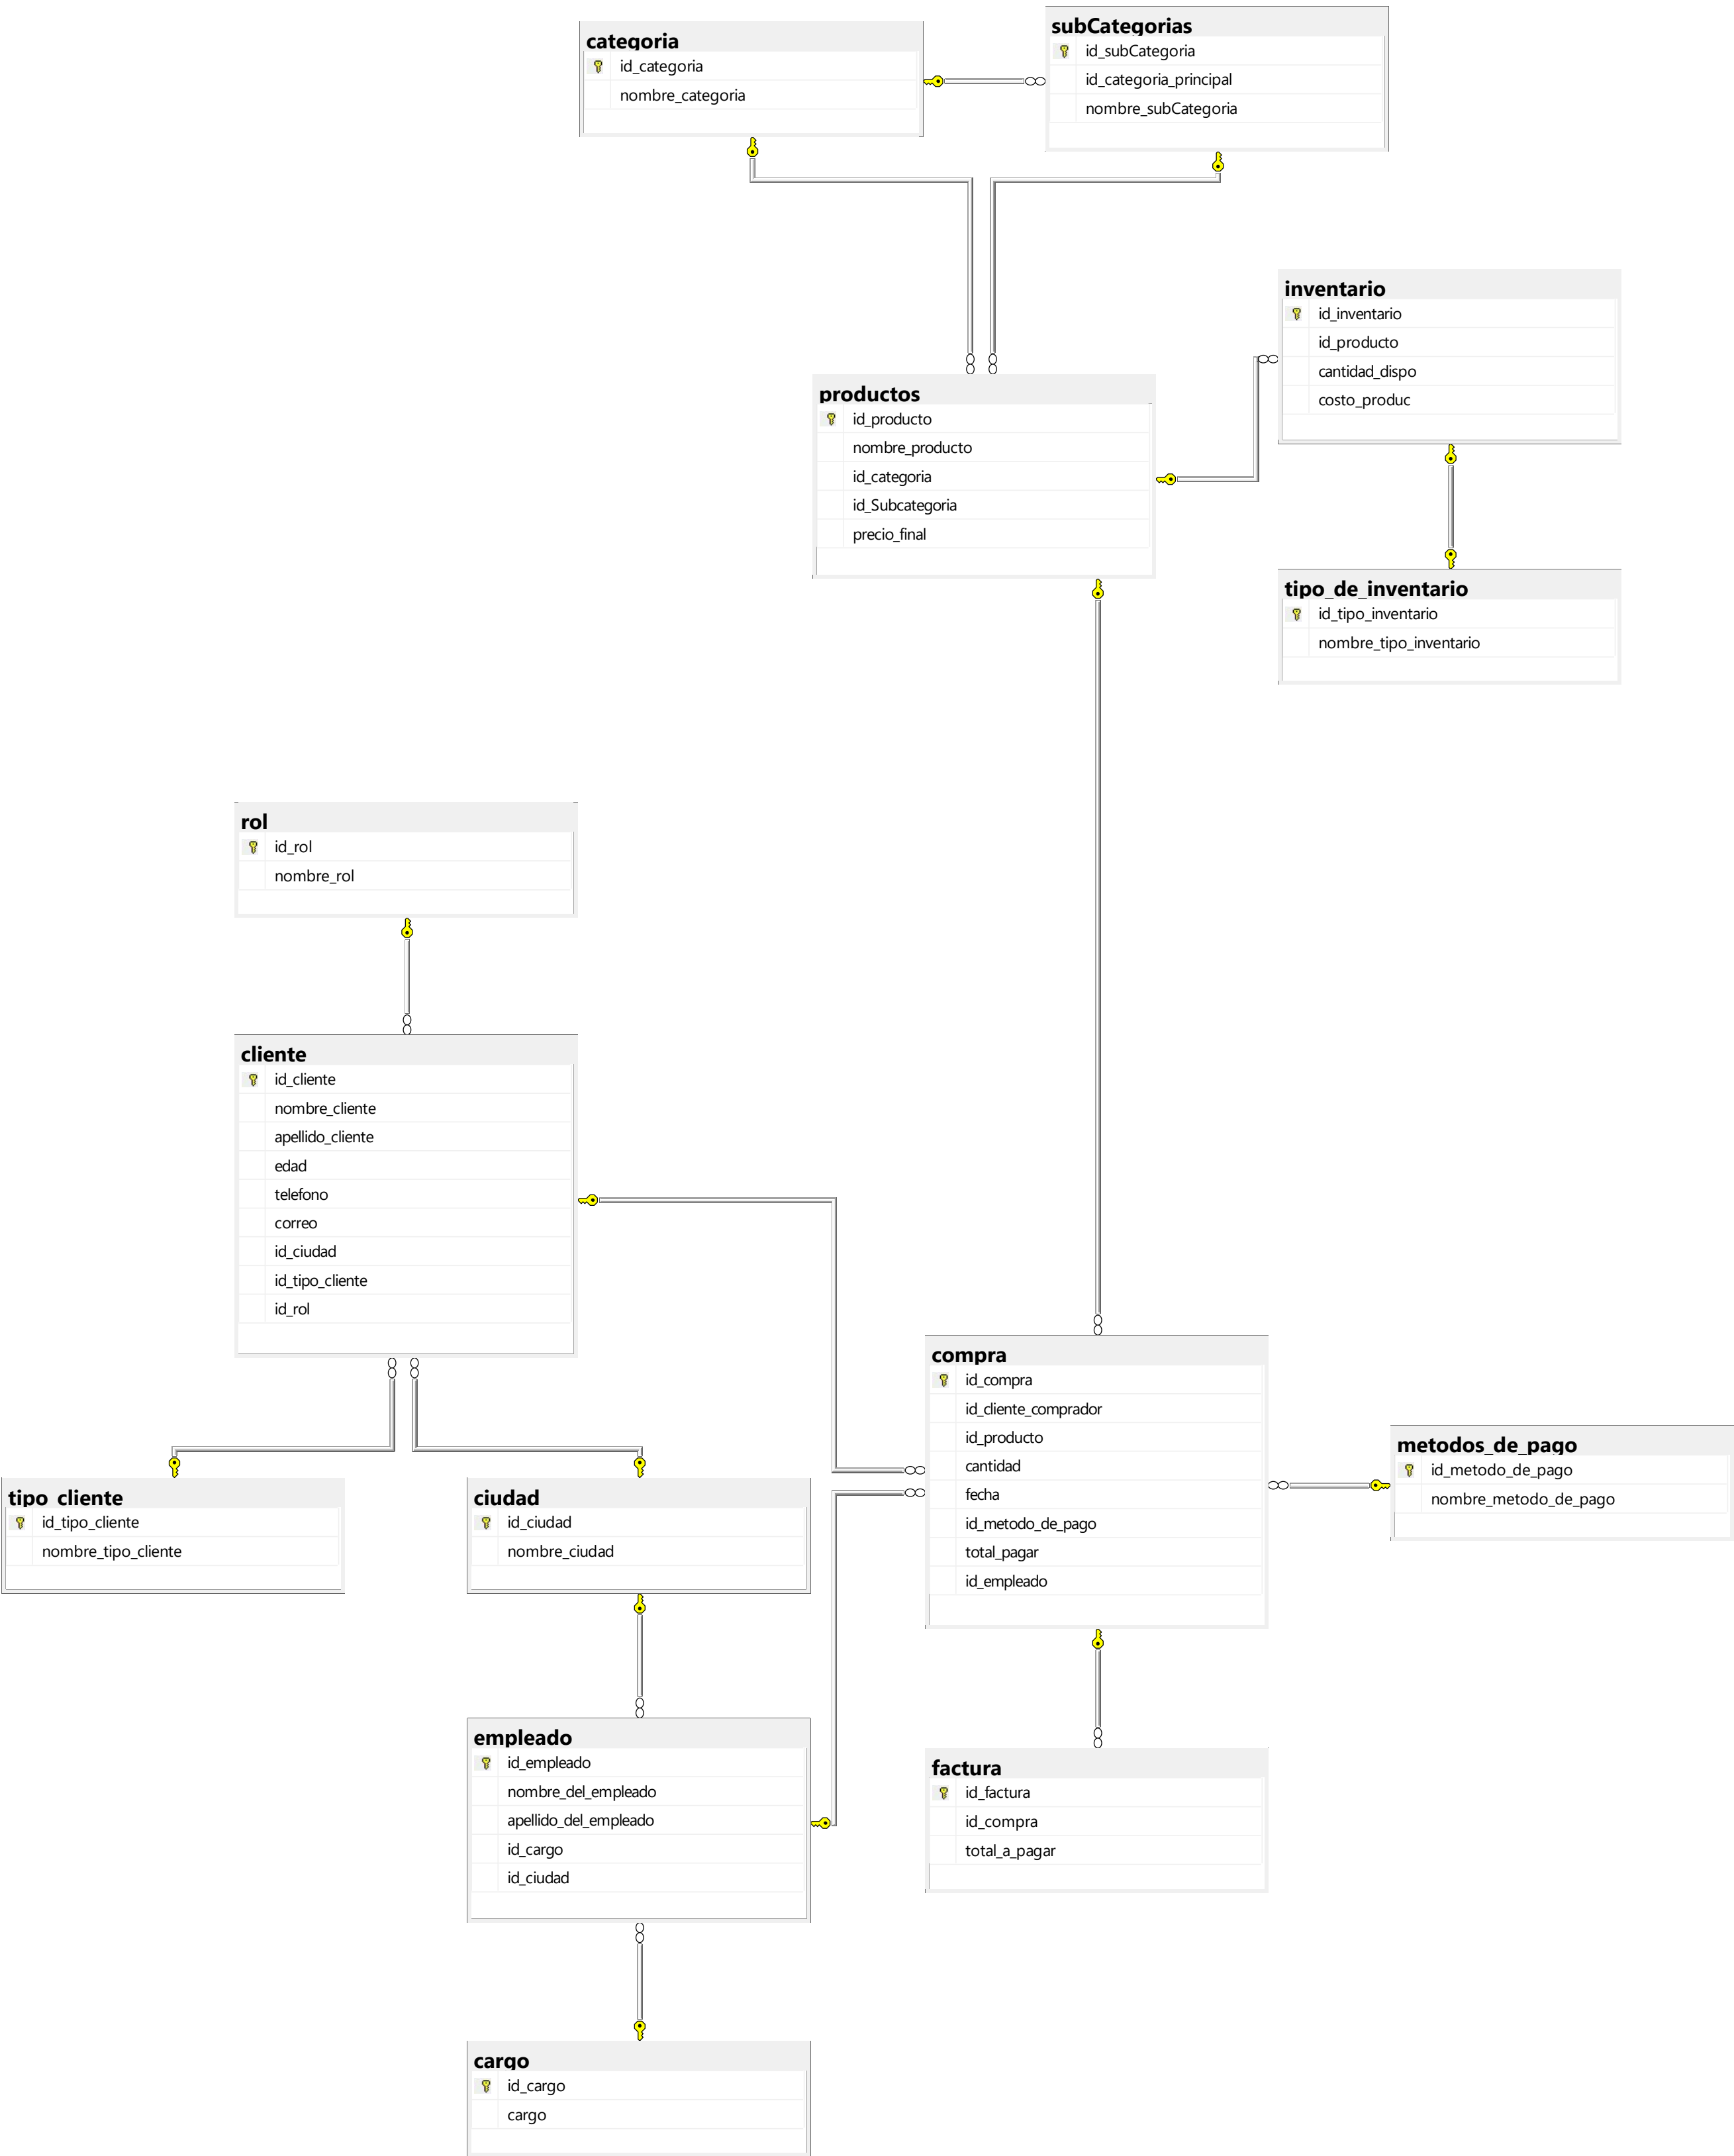 categoria
id_categoria
nombre_categoria
subCategorias
id_subCategoria
id_categoria_principal
nombre_subCategoria
inventario
id_inventario
id_producto
cantidad_dispo
costo_produc
productos
id_producto
nombre_producto
id_categoria
id_Subcategoria
precio_final
tipo_de_inventario
id_tipo_inventario
nombre_tipo_inventario
rol
id_rol
nombre_rol
cliente
id_cliente
nombre_cliente
apellido_cliente
edad
telefono
correo
id_ciudad
id_tipo_cliente
id_rol
compra
id_compra
id_cliente_comprador
id_producto
cantidad
fecha
id_metodo_de_pago
total_pagar
id_empleado
metodos_de_pago
id_metodo_de_pago
nombre_metodo_de_pago
tipo_cliente
id_tipo_cliente
nombre_tipo_cliente
ciudad
id_ciudad
nombre_ciudad
empleado
id_empleado
nombre_del_empleado
apellido_del_empleado
id_cargo
id_ciudad
factura
id_factura
id_compra
total_a_pagar
cargo
id_cargo
cargo